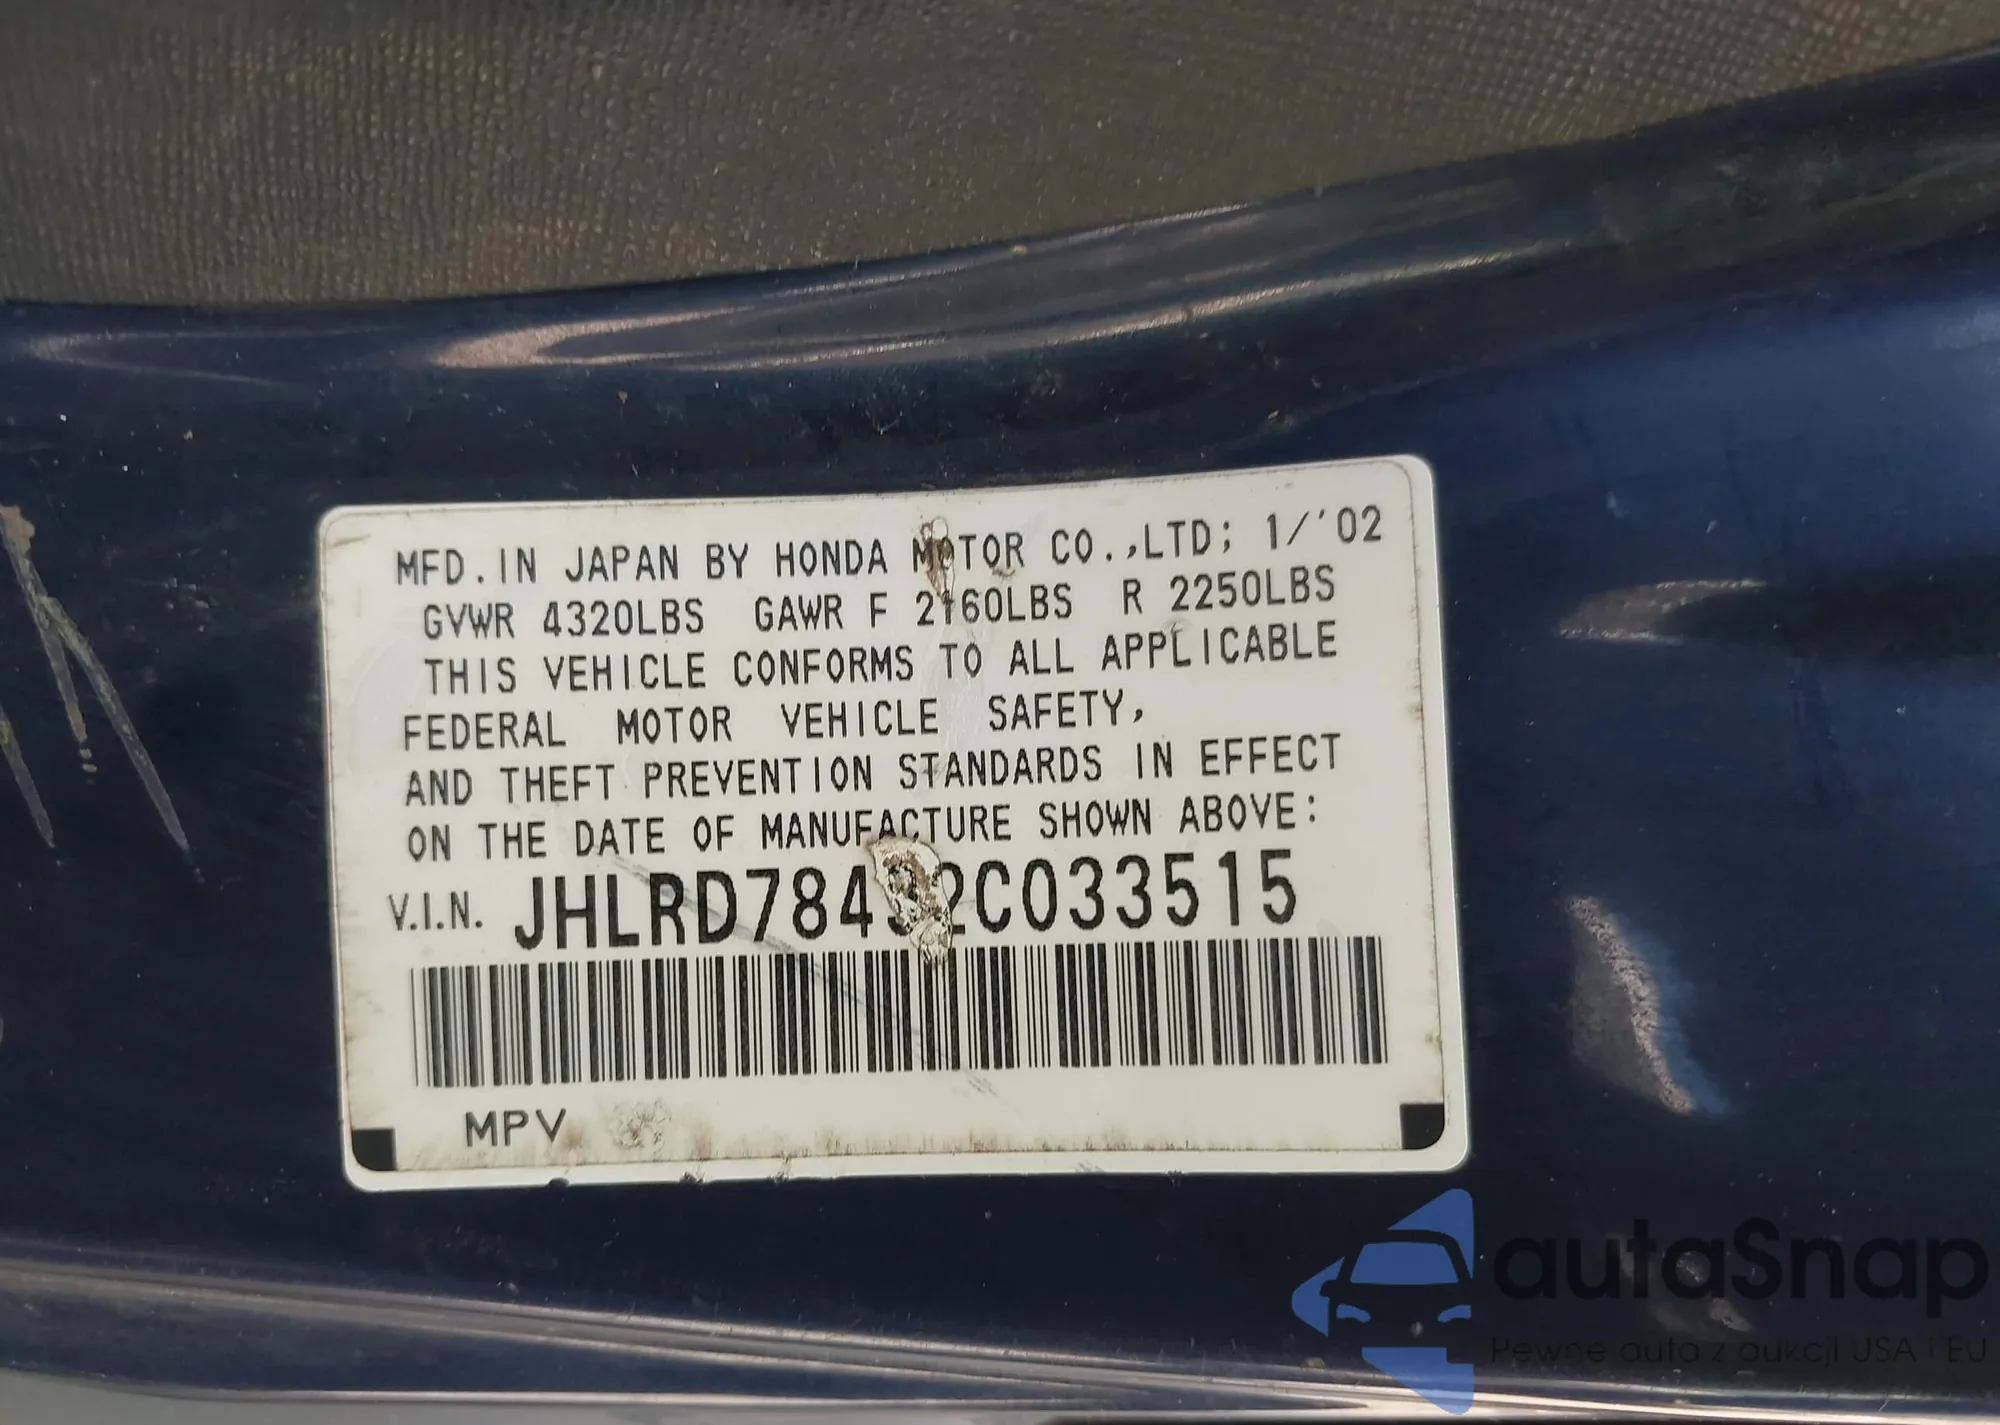 MFD. IN JAPAN BY HONDA MOTOR CO.,LTD; 1/'02
GVWR 4320LBS GAWR F 2160LBS R 2250LBS
THIS VEHICLE CONFORMS TO ALL APPLICABLE
FEDERAL MOTOR VEHICLE SAFETY,
AND THEFT PREVENTION STANDARDS IN EFFECT
ON THE DATE OF MANUFACTURE SHOWN ABOVE:
V.I.N. JHLRD78492C033515
MPV
autaSnap
Pewne auta z aukcji USA i EU